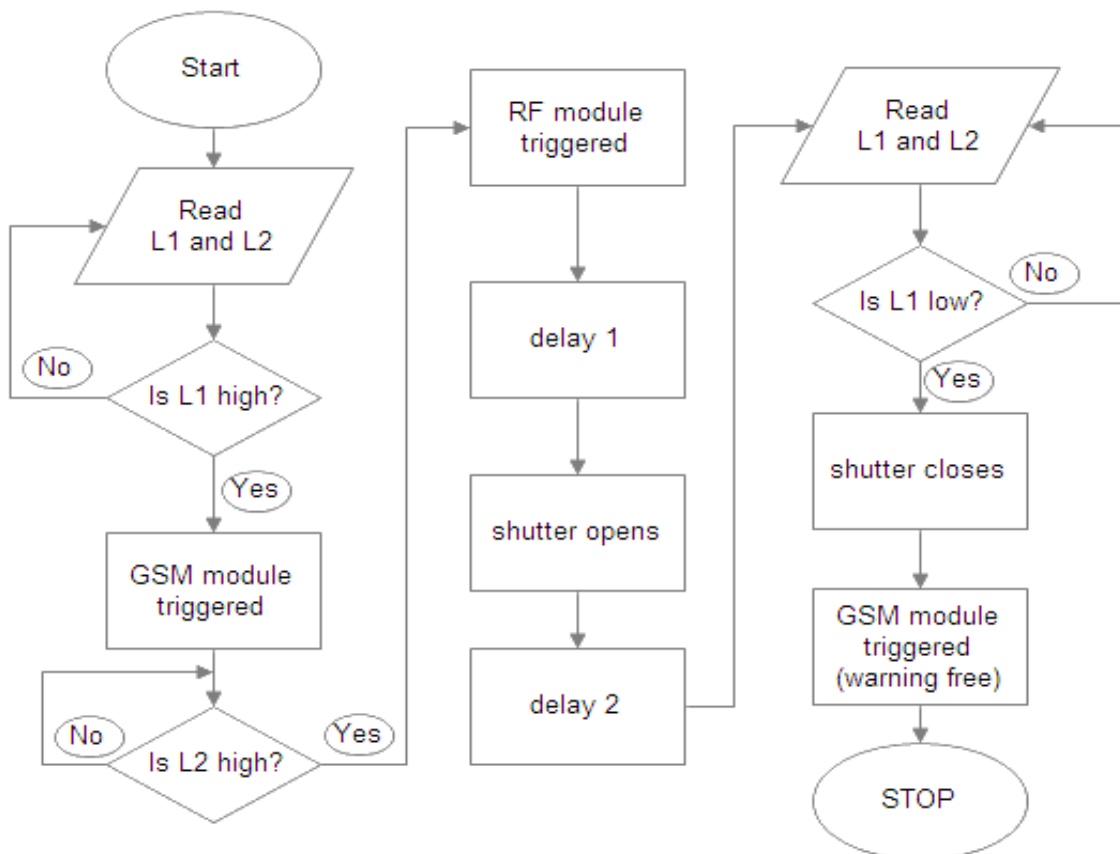 Start
Read
L1 and L2
Is L1 high?
No
Yes
GSM module
triggered
Is L2 high?
No
Yes
RF module
triggered
delay 1
shutter opens
delay 2
Read
L1 and L2
Is L1 low?
No
Yes
shutter closes
GSM module
triggered
(warning free)
STOP